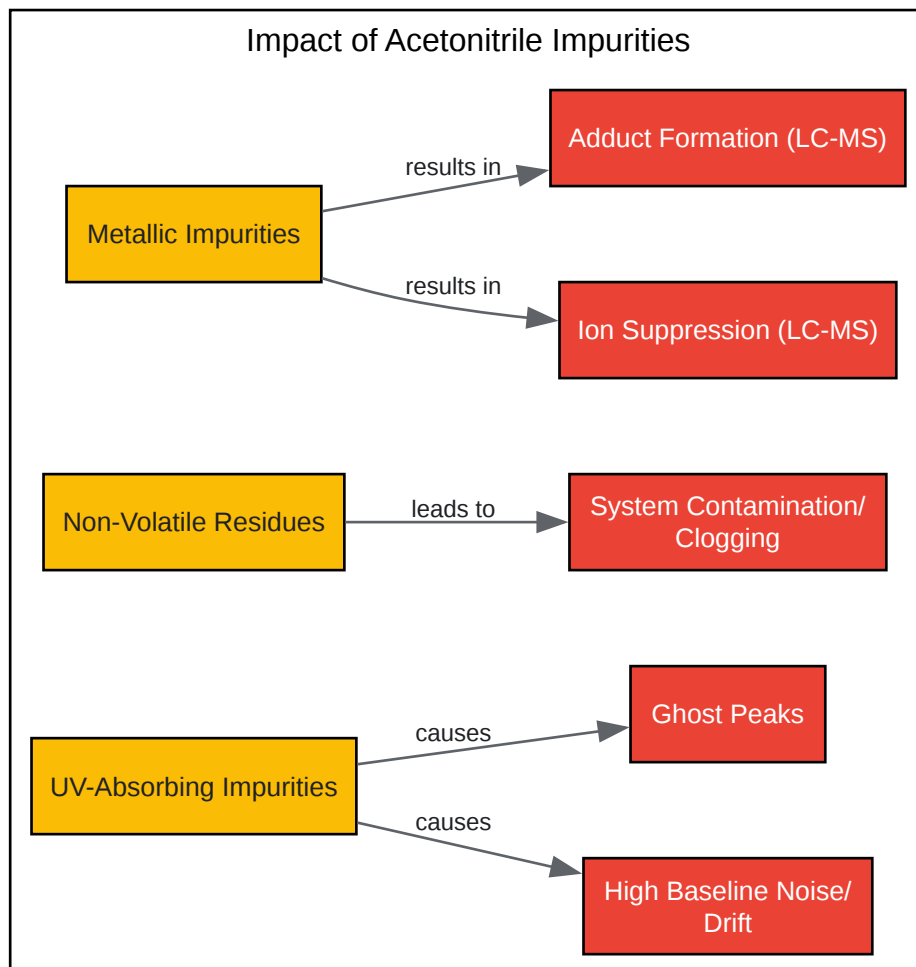 Impact of Acetonitrile Impurities
Adduct Formation (LC-MS)
results in
Metallic Impurities
results in
Ion Suppression (LC-MS)
Non-Volatile Residues
leads to
System Contamination/
Clogging
Ghost Peaks
causes
UV-Absorbing Impurities
causes
High Baseline Noise/
Drift